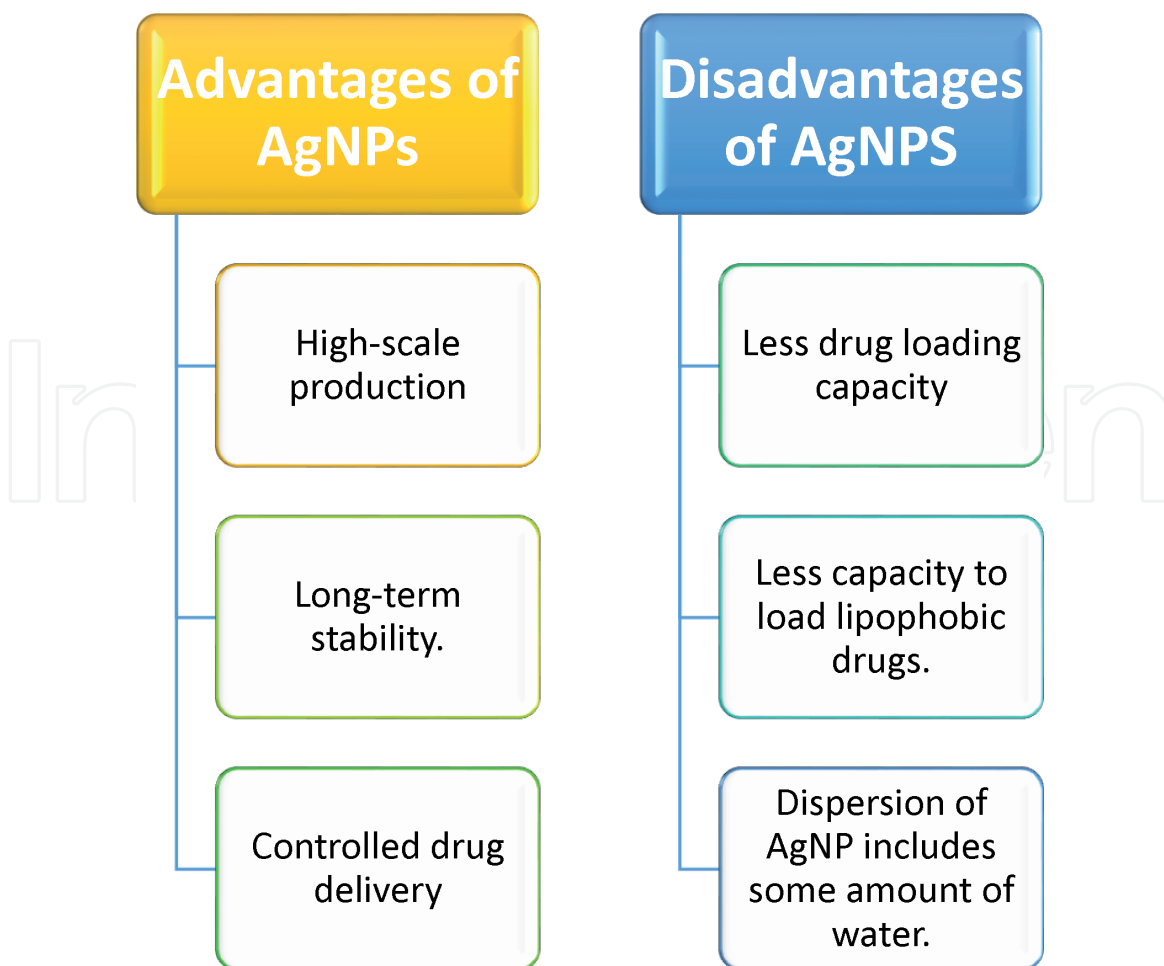 Advantages of
AgNPs
High-scale
production
Long-term
stability.
Controlled drug
delivery
Disadvantages
of AgNPS
Less drug loading
capacity
Less capacity to
load lipophobic
drugs.
Dispersion of
AgNP includes
some amount of
water.